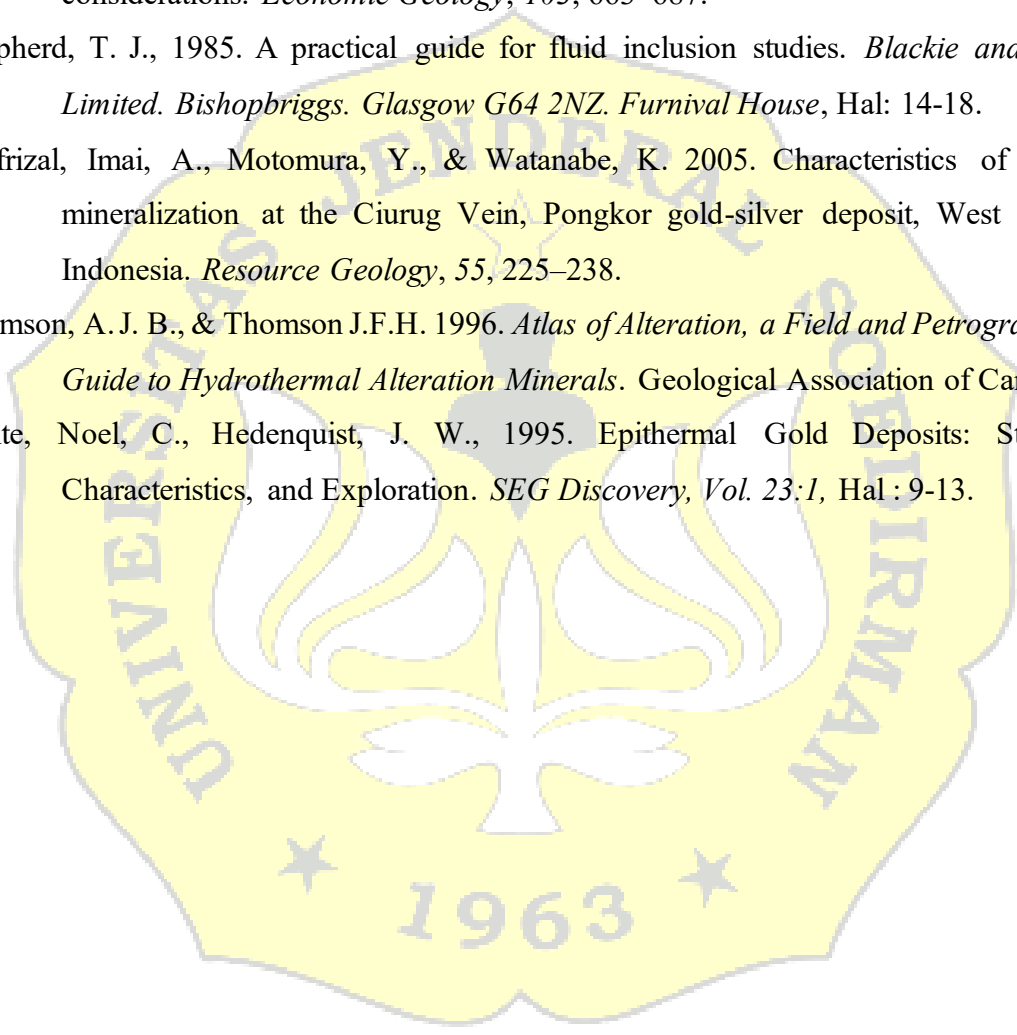 considerations. Economic Geology, 103, 663–687.
pherd, T. J., 1985. A practical guide for fluid inclusion studies. Blackie and
Limited. Bishopbriggs. Glasgow G64 2NZ. Furnival House, Hal: 14-18.
frizal, Imai, A., Motomura, Y., & Watanabe, K. 2005. Characteristics of
mineralization at the Ciurug Vein, Pongkor gold-silver deposit, West
Indonesia. Resource Geology, 55, 225–238.
mson, A. J. B., & Thomson J.F.H. 1996. Atlas of Alteration, a Field and Petrogra
Guide to Hydrothermal Alteration Minerals. Geological Association of Ca
te, Noel, C., Hedenquist, J. W., 1995. Epithermal Gold Deposits: St
Characteristics, and Exploration. SEG Discovery, Vol. 23:1, Hal : 9-13.
UNIVERSITAS JENDERAL SOEDIRMAN
1963